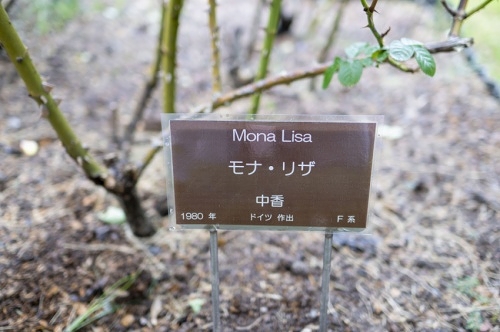 Mona Lisa
モナ・リザ
中香
1980 年 ドイツ 作出 F 系